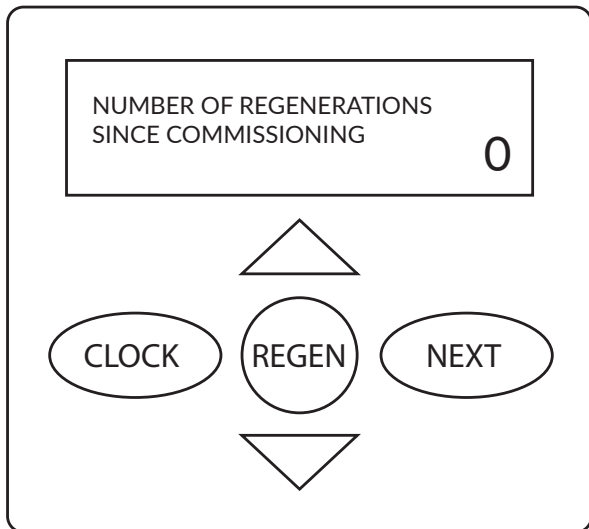 NUMBER OF REGENERATIONS
SINCE COMMISSIONING
0
CLOCK
REGEN
NEXT